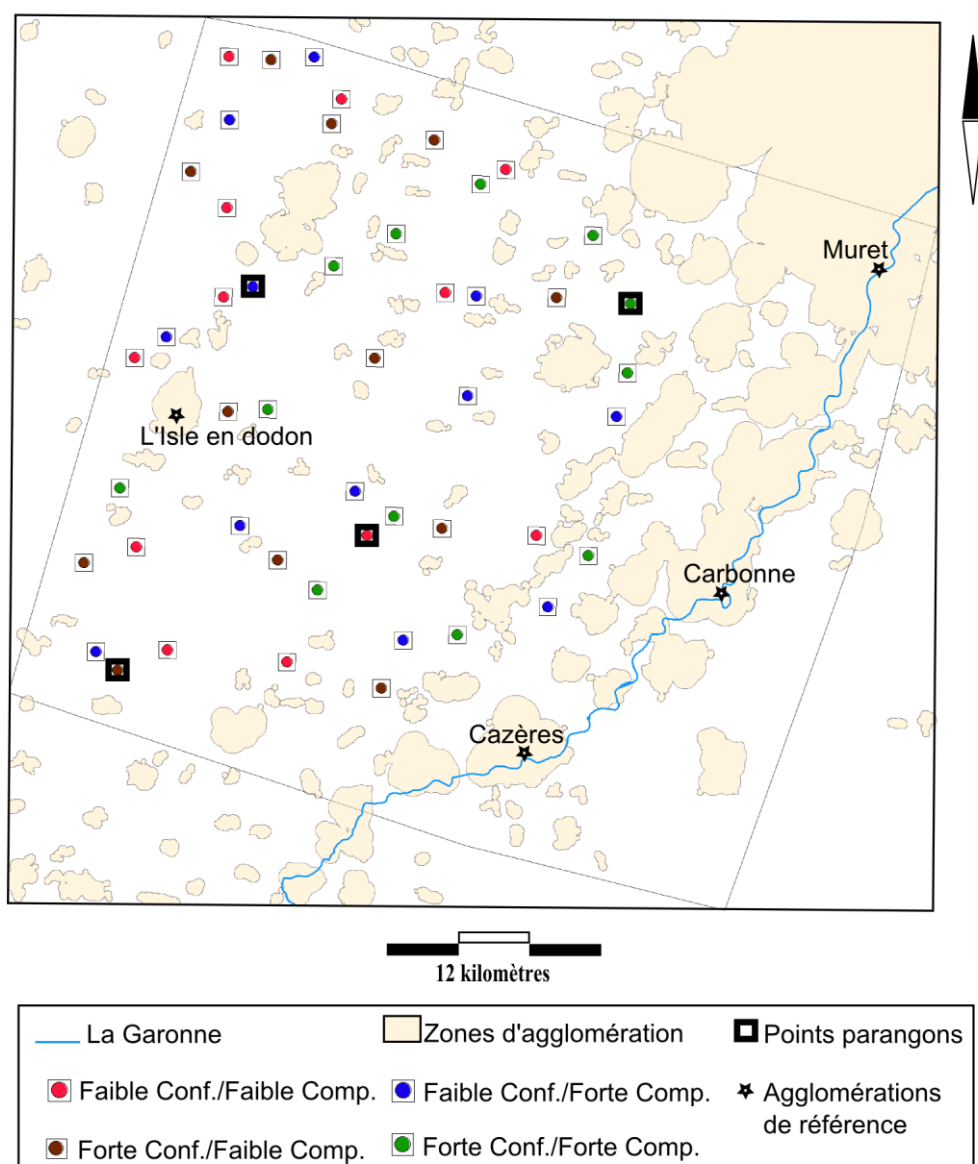 Muret
L'Isle en dodon
Carbonne
Cazères
12 kilomètres
La Garonne
Zones d'agglomération
Points parangons
Faible Conf./Faible Comp.
Faible Conf./Forte Comp.
Agglomérations
de référence
Forte Conf./Faible Comp.
Forte Conf./Forte Comp.